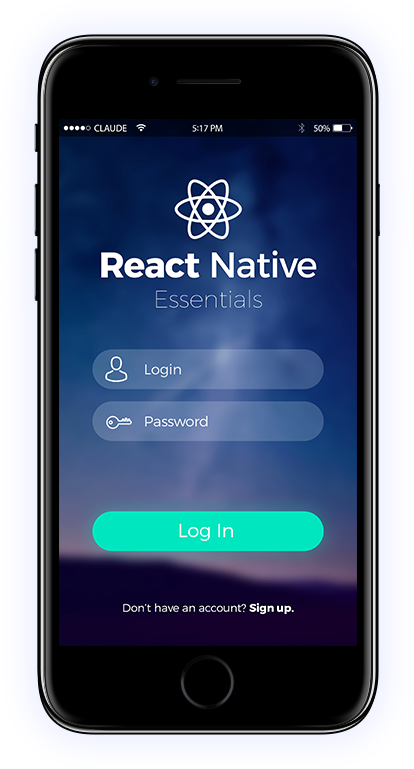 CLAUDE 5:17 PM 50%
React Native
Essentials
Login
Password
Log In
Don't have an account? Sign up.